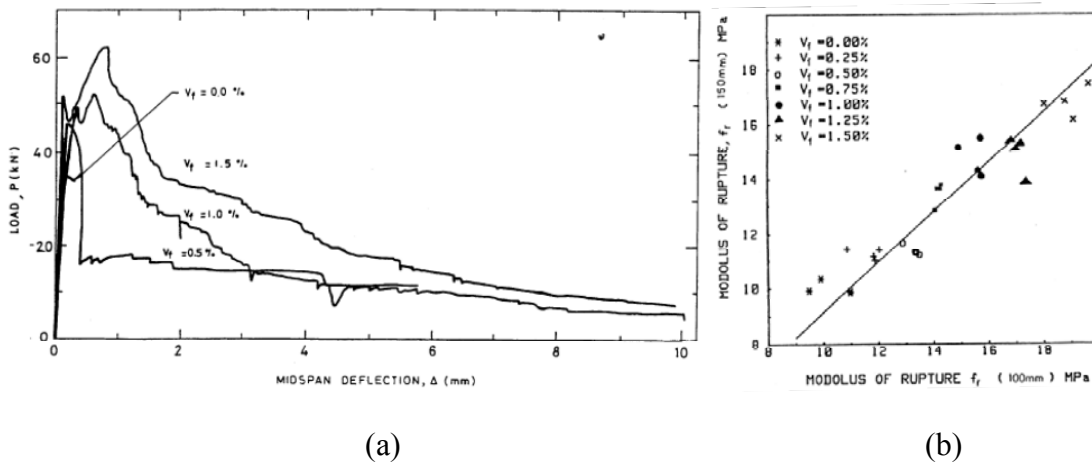 60
40
20
0
LOAD, P (kN)
V_f = 0.0 %
V_f = 1.5 %
V_f = 1.0 %
V_f = 0.5 %
0 2 4 6 8 10
MIDSPAN DEFLECTION, Δ (mm)
(a)
MODOLUS OF RUPTURE, f_r (150mm) MPa
V_f =0.00%
V_f =0.25%
V_f =0.50%
V_f =0.75%
V_f =1.00%
V_f =1.25%
V_f =1.50%
18
16
14
12
10
8
8 10 12 14 16 18
MODOLUS OF RUPTURE f_r (100mm) MPa
(b)